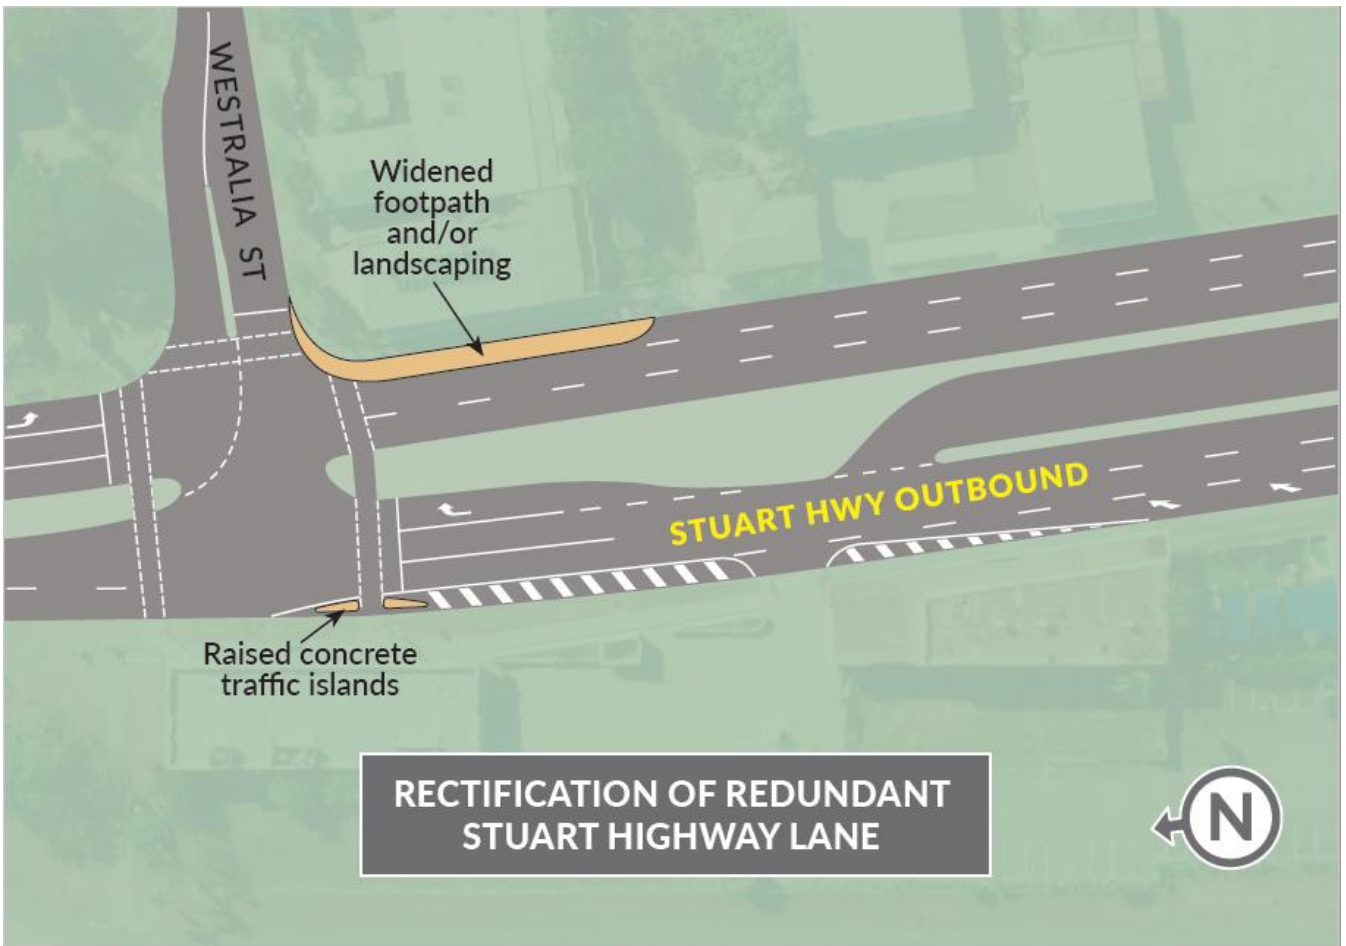 WESTRALIA ST
Widened
footpath
and/or
landscaping
STUART HWY OUTBOUND
Raised concrete
traffic islands
RECTIFICATION OF REDUNDANT
STUART HIGHWAY LANE
N